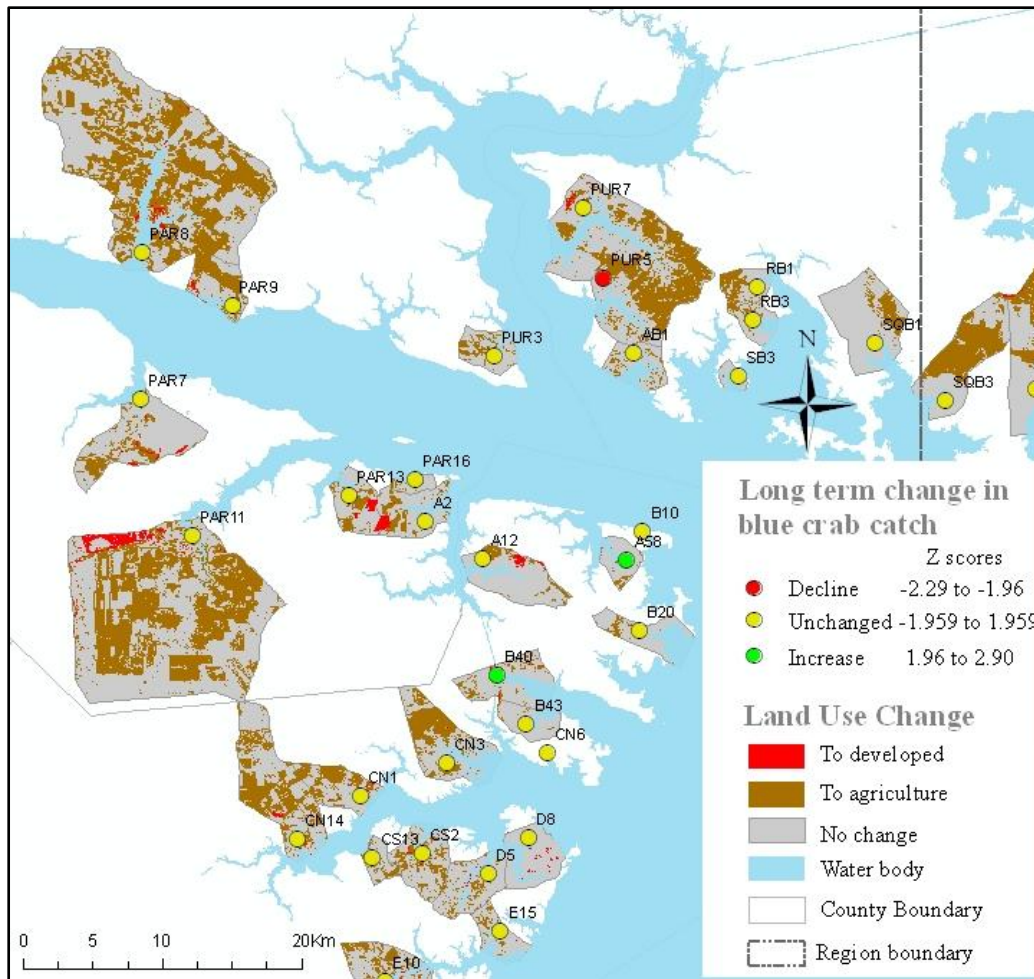 PUR7
PAR8
PUR5
RB1
PAR9
RB3
SQB1
PUR3
AB1
N
SB3
PAR7
SQB3
PAR16
PAR13
A2
B10
PAR11
A12
A58
B20
B40
B43
CN6
CN3
CN1
CN14
D8
CS13
CS2
D5
E15
E10
0 5 10 20Km
Long term change in
blue crab catch
Z scores
Decline -2.29 to -1.96
Unchanged -1.959 to 1.959
Increase 1.96 to 2.90
Land Use Change
To developed
To agriculture
No change
Water body
County Boundary
Region boundary